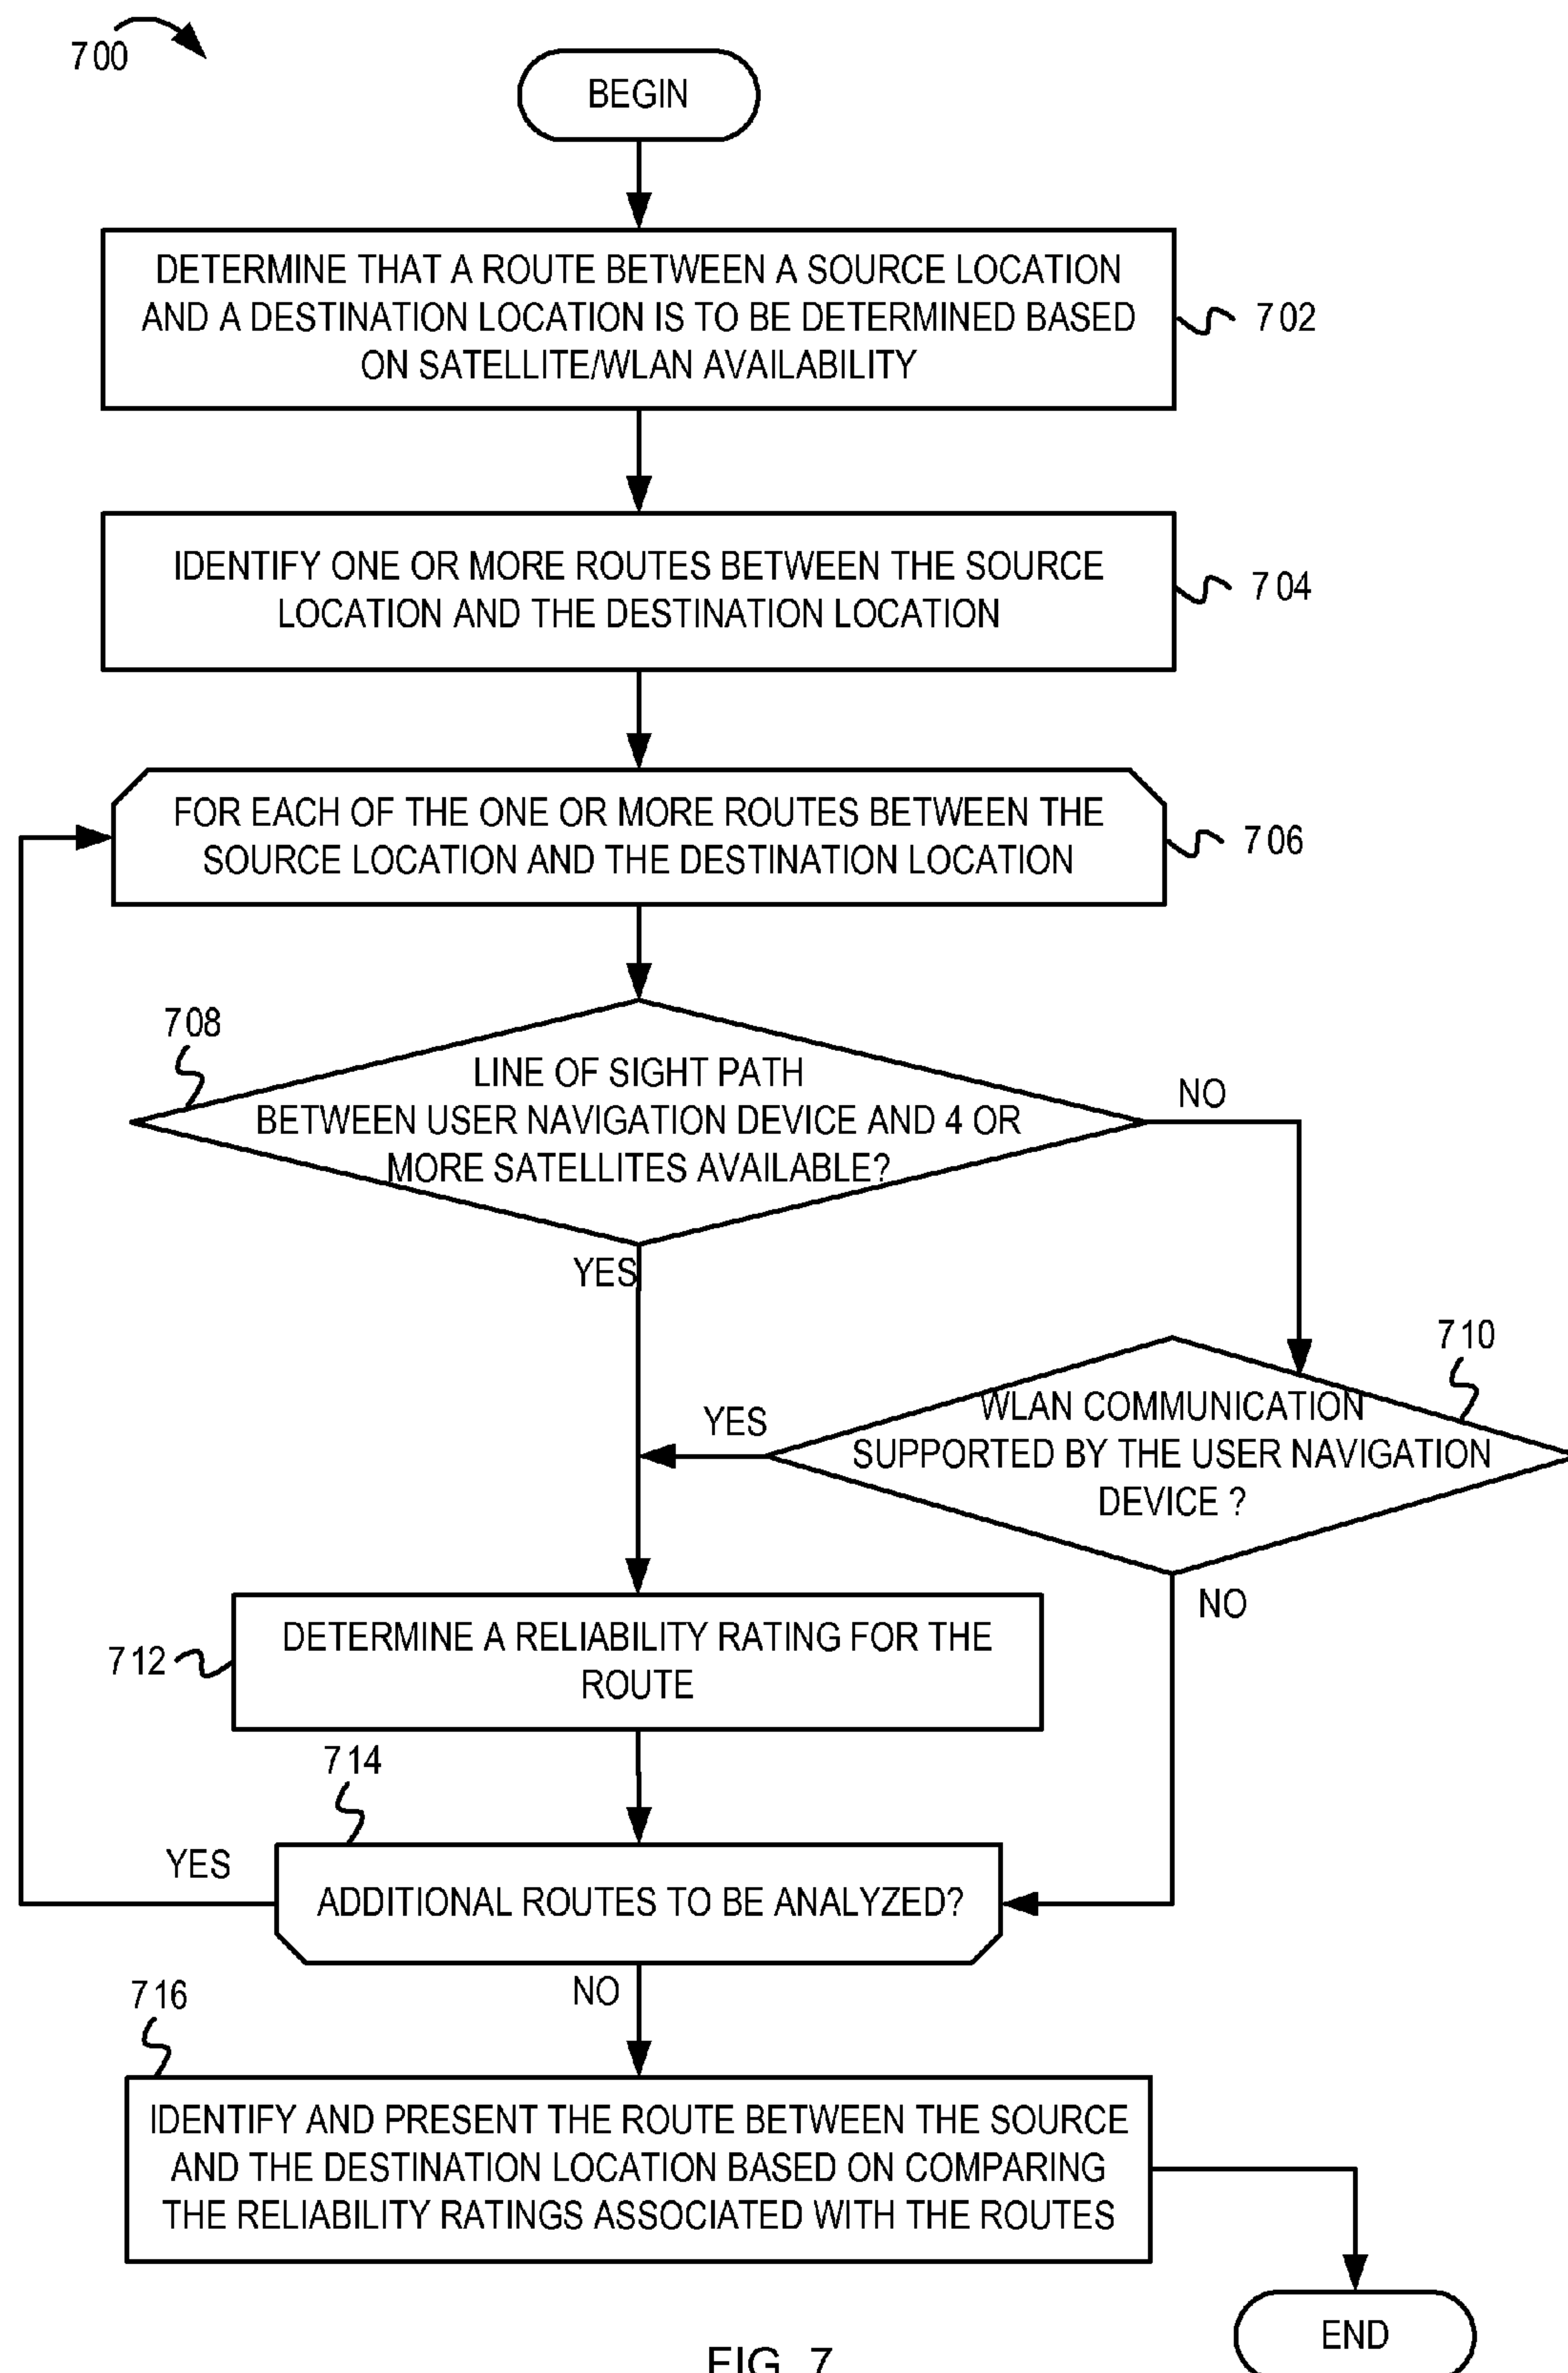 700
BEGIN
DETERMINE THAT A ROUTE BETWEEN A SOURCE LOCATION
AND A DESTINATION LOCATION IS TO BE DETERMINED BASED
ON SATELLITE/WLAN AVAILABILITY
702
IDENTIFY ONE OR MORE ROUTES BETWEEN THE SOURCE
LOCATION AND THE DESTINATION LOCATION
704
FOR EACH OF THE ONE OR MORE ROUTES BETWEEN THE
SOURCE LOCATION AND THE DESTINATION LOCATION
706
708
LINE OF SIGHT PATH
BETWEEN USER NAVIGATION DEVICE AND 4 OR
MORE SATELLITES AVAILABLE?
NO
YES
710
WLAN COMMUNICATION
SUPPORTED BY THE USER NAVIGATION
DEVICE ?
YES
NO
712
DETERMINE A RELIABILITY RATING FOR THE
ROUTE
714
YES
ADDITIONAL ROUTES TO BE ANALYZED?
NO
716
IDENTIFY AND PRESENT THE ROUTE BETWEEN THE SOURCE
AND THE DESTINATION LOCATION BASED ON COMPARING
THE RELIABILITY RATINGS ASSOCIATED WITH THE ROUTES
END
FIG. 7